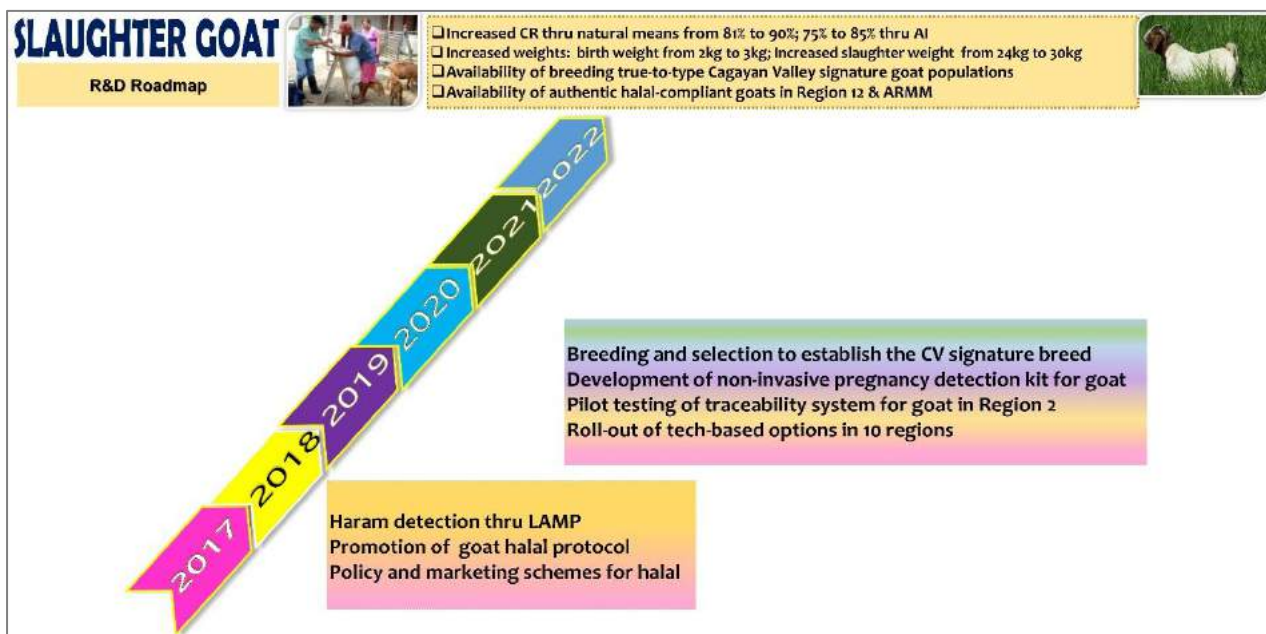 SLAUGHTER GOAT
R&D Roadmap
❑Increased CR thru natural means from 81% to 90%; 75% to 85% thru AI
❑Increased weights: birth weight from 2kg to 3kg; Increased slaughter weight from 24kg to 30kg
❑Availability of breeding true-to-type Cagayan Valley signature goat populations
❑Availability of authentic halal-compliant goats in Region 12 & ARMM
2022
2021
2020
2019
2018
2017
Breeding and selection to establish the CV signature breed
Development of non-invasive pregnancy detection kit for goat
Pilot testing of traceability system for goat in Region 2
Roll-out of tech-based options in 10 regions
Haram detection thru LAMP
Promotion of goat halal protocol
Policy and marketing schemes for halal